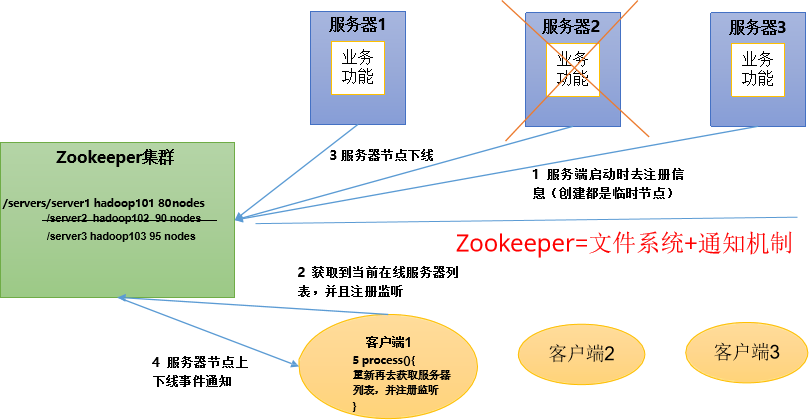 服务器1
服务器2
服务器3
业务
功能
业务
功能
业务
功能
3 服务器节点下线
1 服务端启动时去注册信
息（创建都是临时节点）
Zookeeper集群
/servers/server1 hadoop101 80nodes
/server2 hadoop102 90 nodes
/server3 hadoop103 95 nodes
Zookeeper=文件系统+通知机制
2 获取到当前在线服务器列
表，并且注册监听
4 服务器节点上
下线事件通知
客户端1
5 process(){
重新再去获取服务器
列表，并注册监听
}
客户端2
客户端3